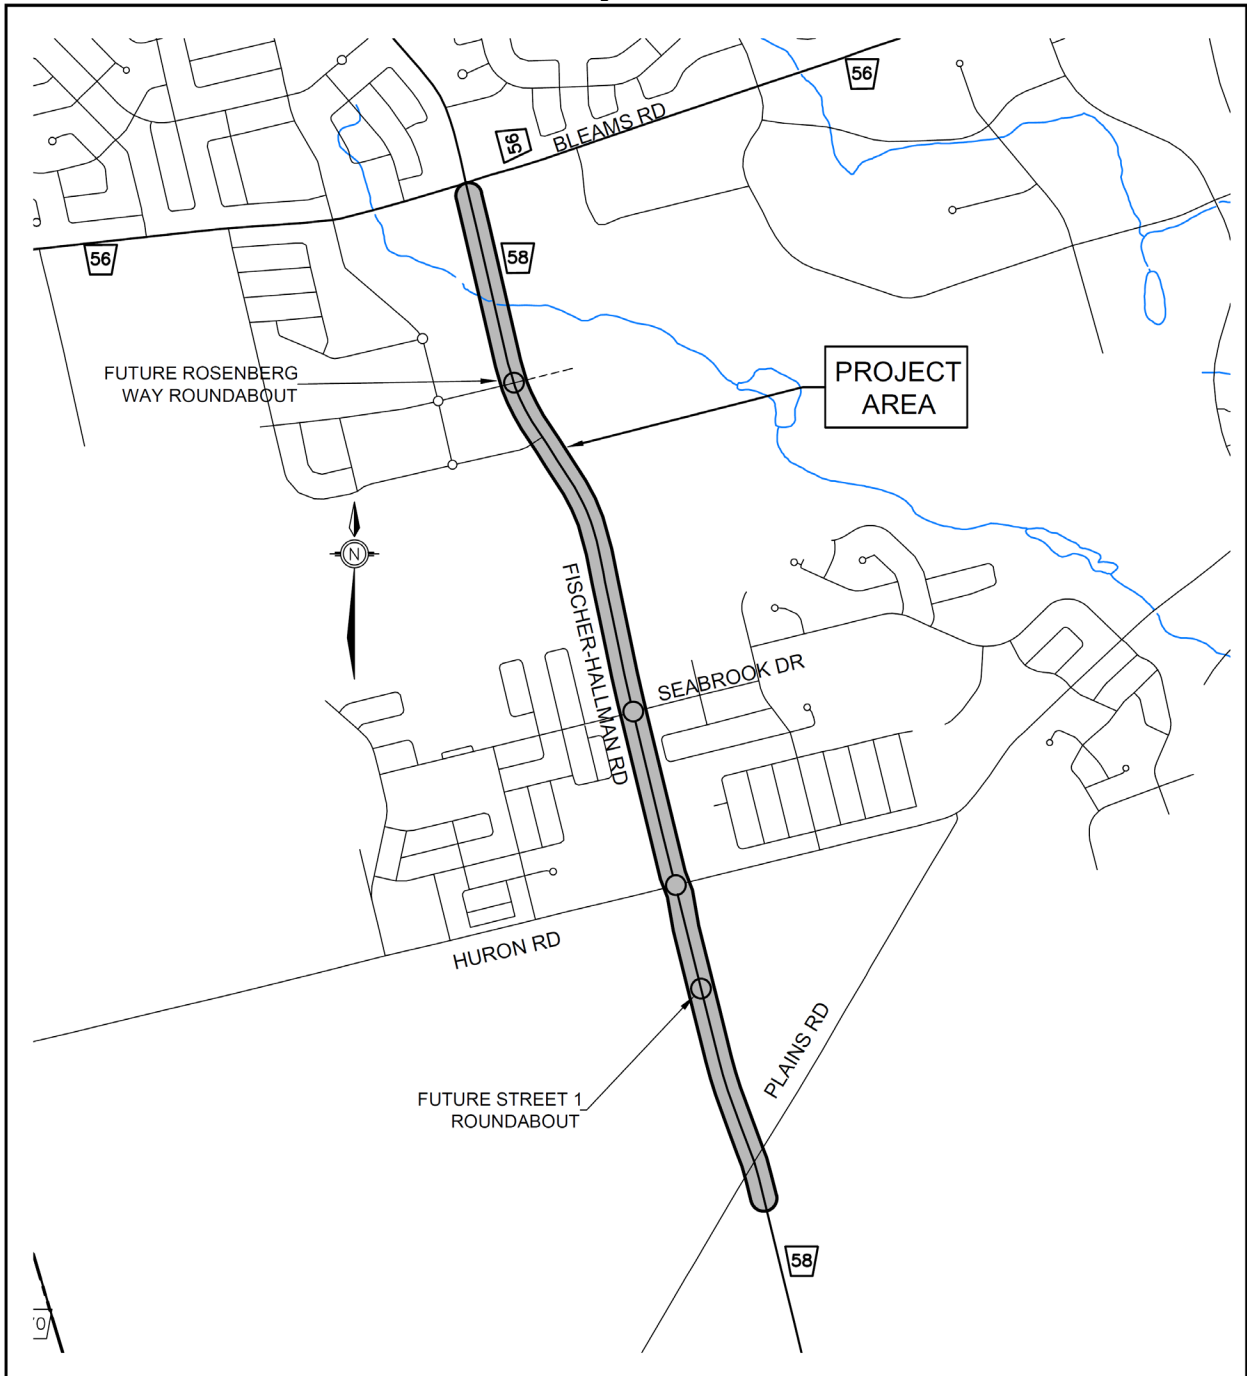 56
56
BLEAMS RD
56
58
FUTURE ROSENBERG
WAY ROUNDABOUT
PROJECT
AREA
N
FISCHER-HALLMAN RD
SEABROOK DR
HURON RD
PLAINS RD
FUTURE STREET 1
ROUNDABOUT
58